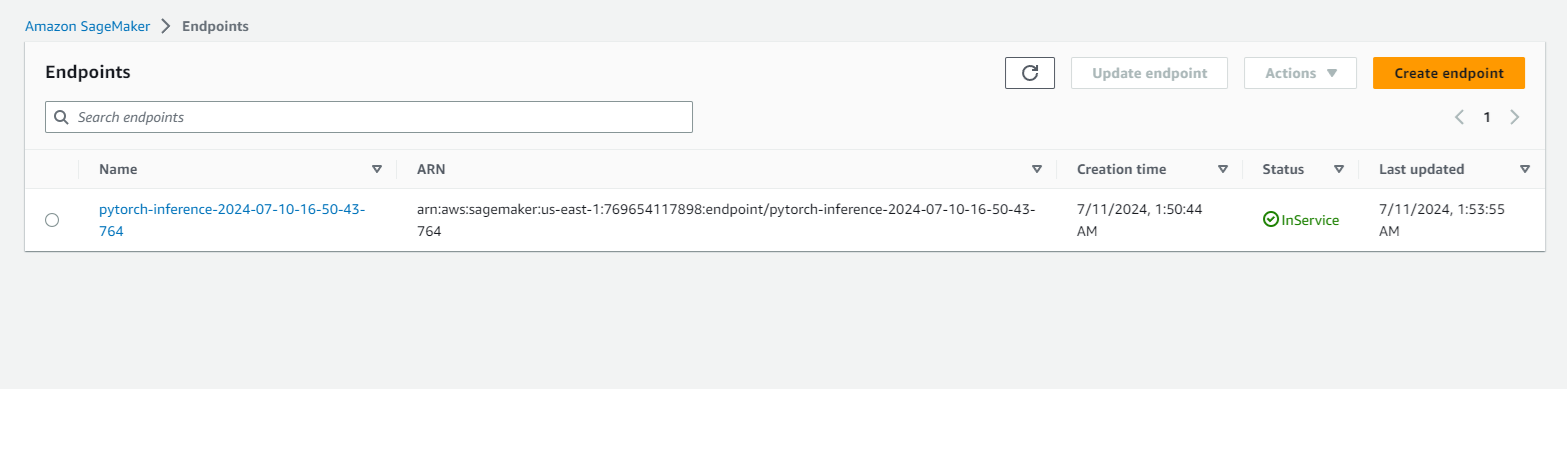 Amazon SageMaker > Endpoints
Endpoints
Update endpoint
Actions
Create endpoint
Search endpoints
1
Name
ARN
Creation time
Status
Last updated
pytorch-inference-2024-07-10-16-50-43-
764
arn:aws:sagemaker:us-east-1:769654117898:endpoint/pytorch-inference-2024-07-10-16-50-43-
764
7/11/2024, 1:50:44
AM
InService
7/11/2024, 1:53:55
AM